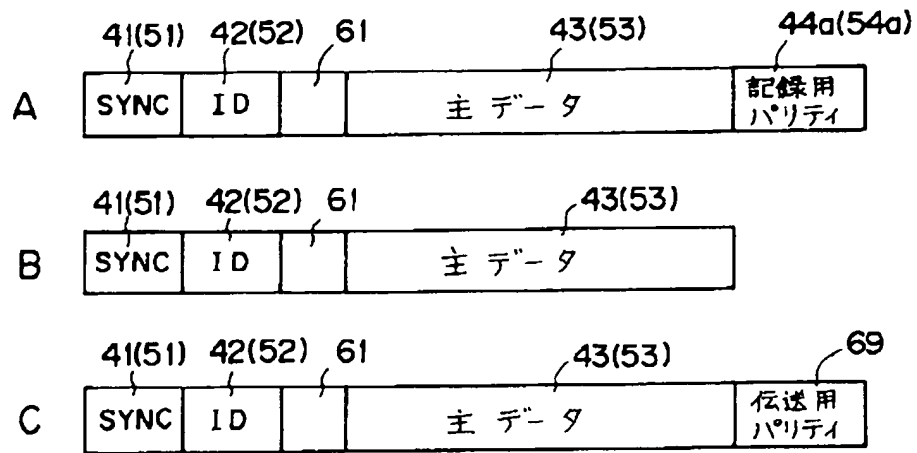 41(51) 42(52) 61 43(53) 44a(54a)
A SYNC ID 主データ 記録用
パリティ
41(51) 42(52) 61 43(53)
B SYNC ID 主データ
41(51) 42(52) 61 43(53) 69
C SYNC ID 主データ 伝送用
パリティ